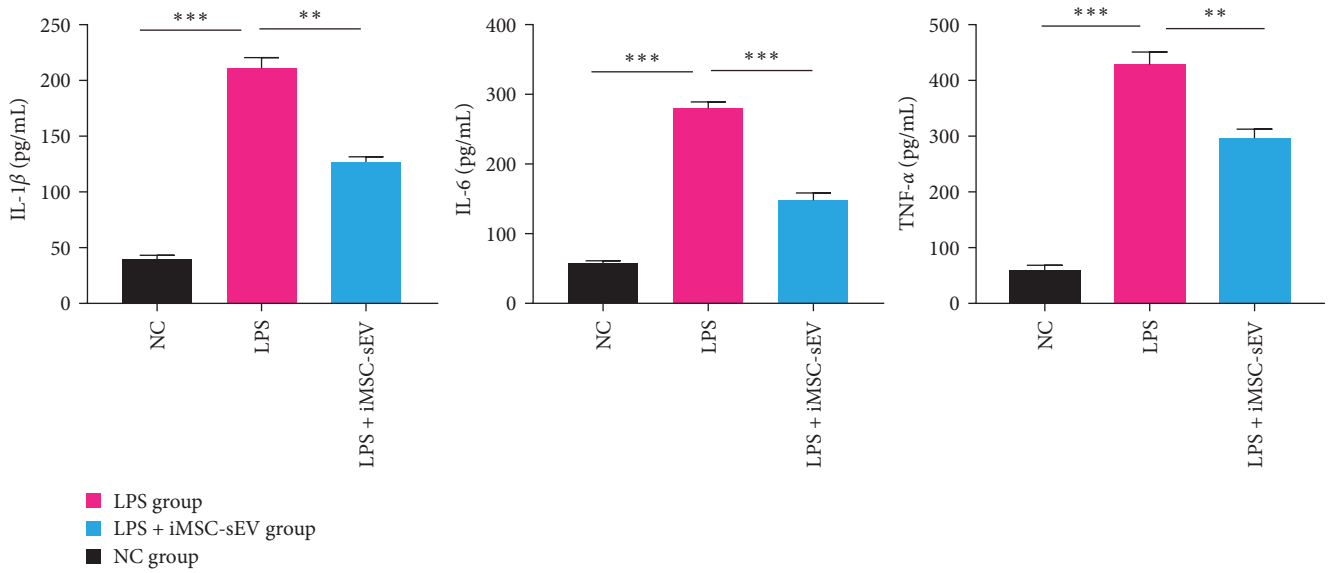 IL-1β (pg/mL)
250
200
150
100
50
0
***
**
NC
LPS
LPS + iMSC-sEV
IL-6 (pg/mL)
400
300
200
100
0
***
***
NC
LPS
LPS + iMSC-sEV
TNF-α (pg/mL)
500
400
300
200
100
0
***
**
NC
LPS
LPS + iMSC-sEV
LPS group
LPS + iMSC-sEV group
NC group